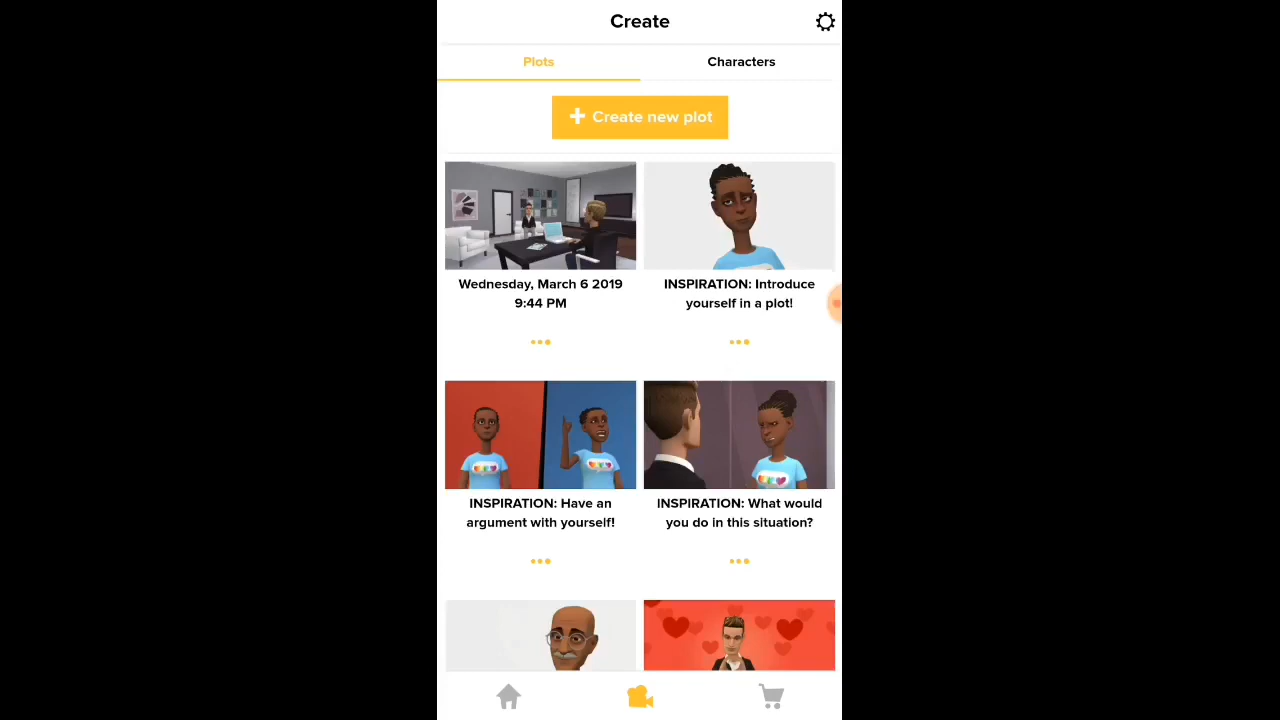 Create
Plots
Characters
Create new plot
Wednesday, March 6 2019
9:44 PM
INSPIRATION: Introduce
yourself in a plot!
INSPIRATION: Have an
argument with yourself!
INSPIRATION: What would
you do in this situation?